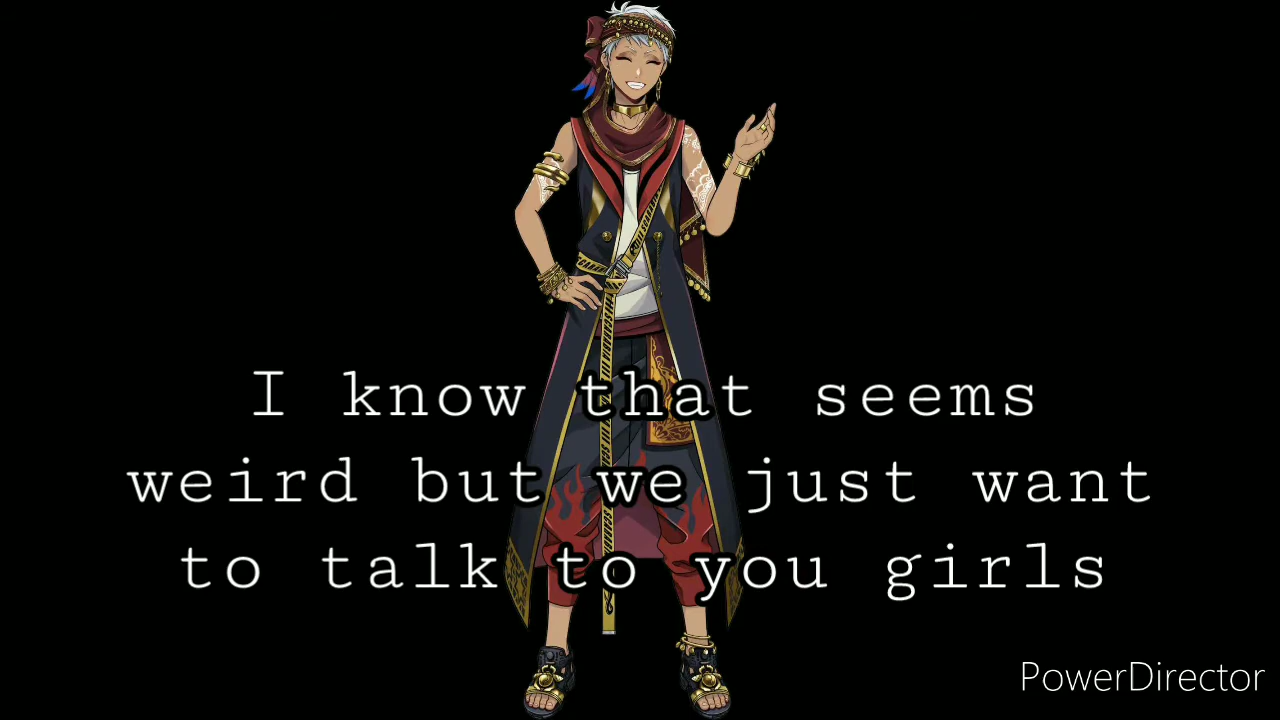 I know that seems
weird but we just want
to talk to you girls
PowerDirector